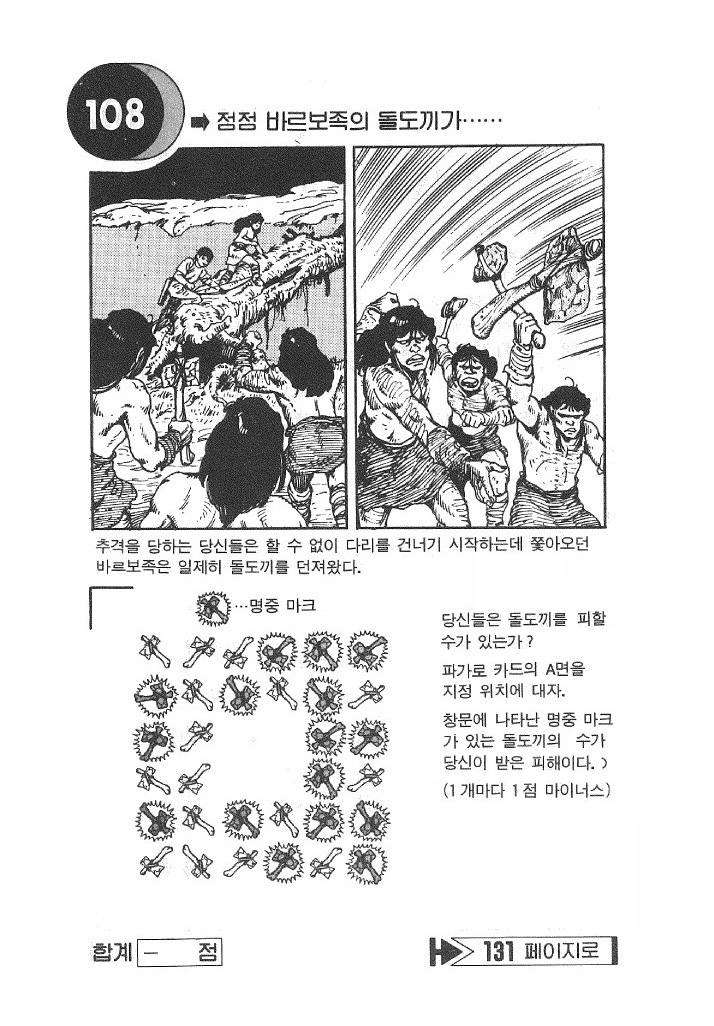 108
➡ 점점 바르보족의 돌도끼가……
추격을 당하는 당신들은 할 수 없이 다리를 건너기 시작하는데 쫓아오던
바르보족은 일제히 돌도끼를 던져왔다.
…명중 마크
당신들은 돌도끼를 피할
수가 있는가?
파가로 카드의 A면을
지정 위치에 대자.
창문에 나타난 명중 마크
가 있는 돌도끼의 수가
당신이 받은 피해이다.)
(1개마다 1점 마이너스)
합계 － 점
131 페이지로